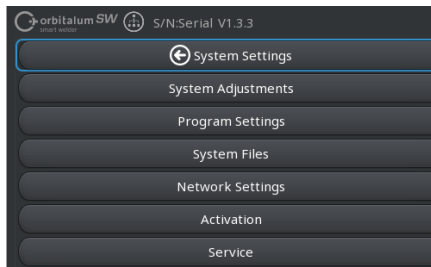 orbitalum SW S/N:Serial V1.3.3
smart welder
System Settings
System Adjustments
Program Settings
System Files
Network Settings
Activation
Service